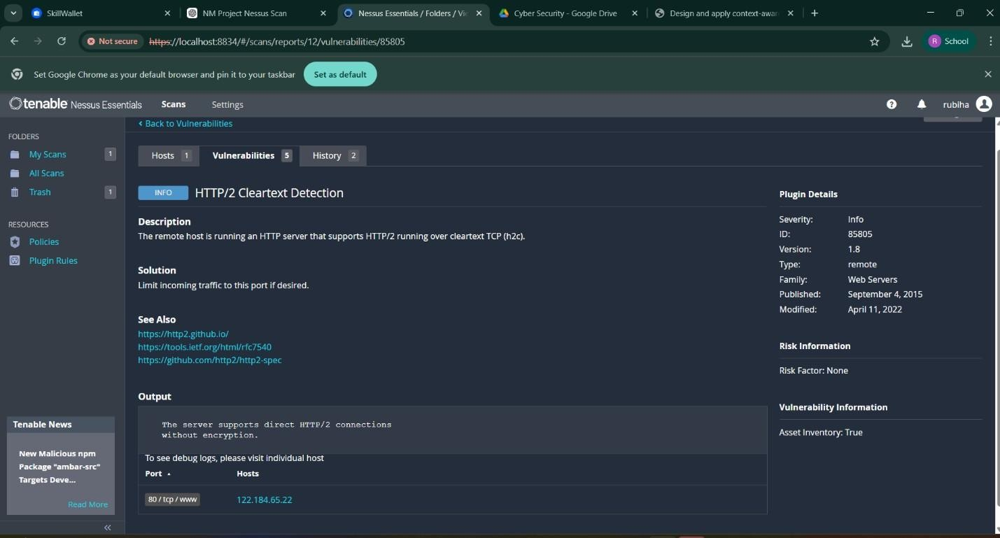 SkillWallet
NM Project Nessus Scan
Nessus Essentials / Folders / Vie
Cyber Security - Google Drive
Design and apply context-awar
Not secure https://localhost:8834/#/scans/reports/12/vulnerabilities/85805
R School
Set Google Chrome as your default browser and pin it to your taskbar Set as default
tenable Nessus Essentials Scans Settings
? rubiha
FOLDERS
My Scans 1
All Scans
Trash 1
RESOURCES
Policies
Plugin Rules
Tenable News
New Malicious npm
Package "ambar-src"
Targets Deve...
Read More
< Back to Vulnerabilities
Hosts 1 Vulnerabilities 5 History 2
INFO HTTP/2 Cleartext Detection
Description
The remote host is running an HTTP server that supports HTTP/2 running over cleartext TCP (h2c).
Solution
Limit incoming traffic to this port if desired.
See Also
https://http2.github.io/
https://tools.ietf.org/html/rfc7540
https://github.com/http2/http2-spec
Output
The server supports direct HTTP/2 connections
without encryption.
To see debug logs, please visit individual host
Port Hosts
80 / tcp / www 122.184.65.22
Plugin Details
Severity: Info
ID: 85805
Version: 1.8
Type: remote
Family: Web Servers
Published: September 4, 2015
Modified: April 11, 2022
Risk Information
Risk Factor: None
Vulnerability Information
Asset Inventory: True